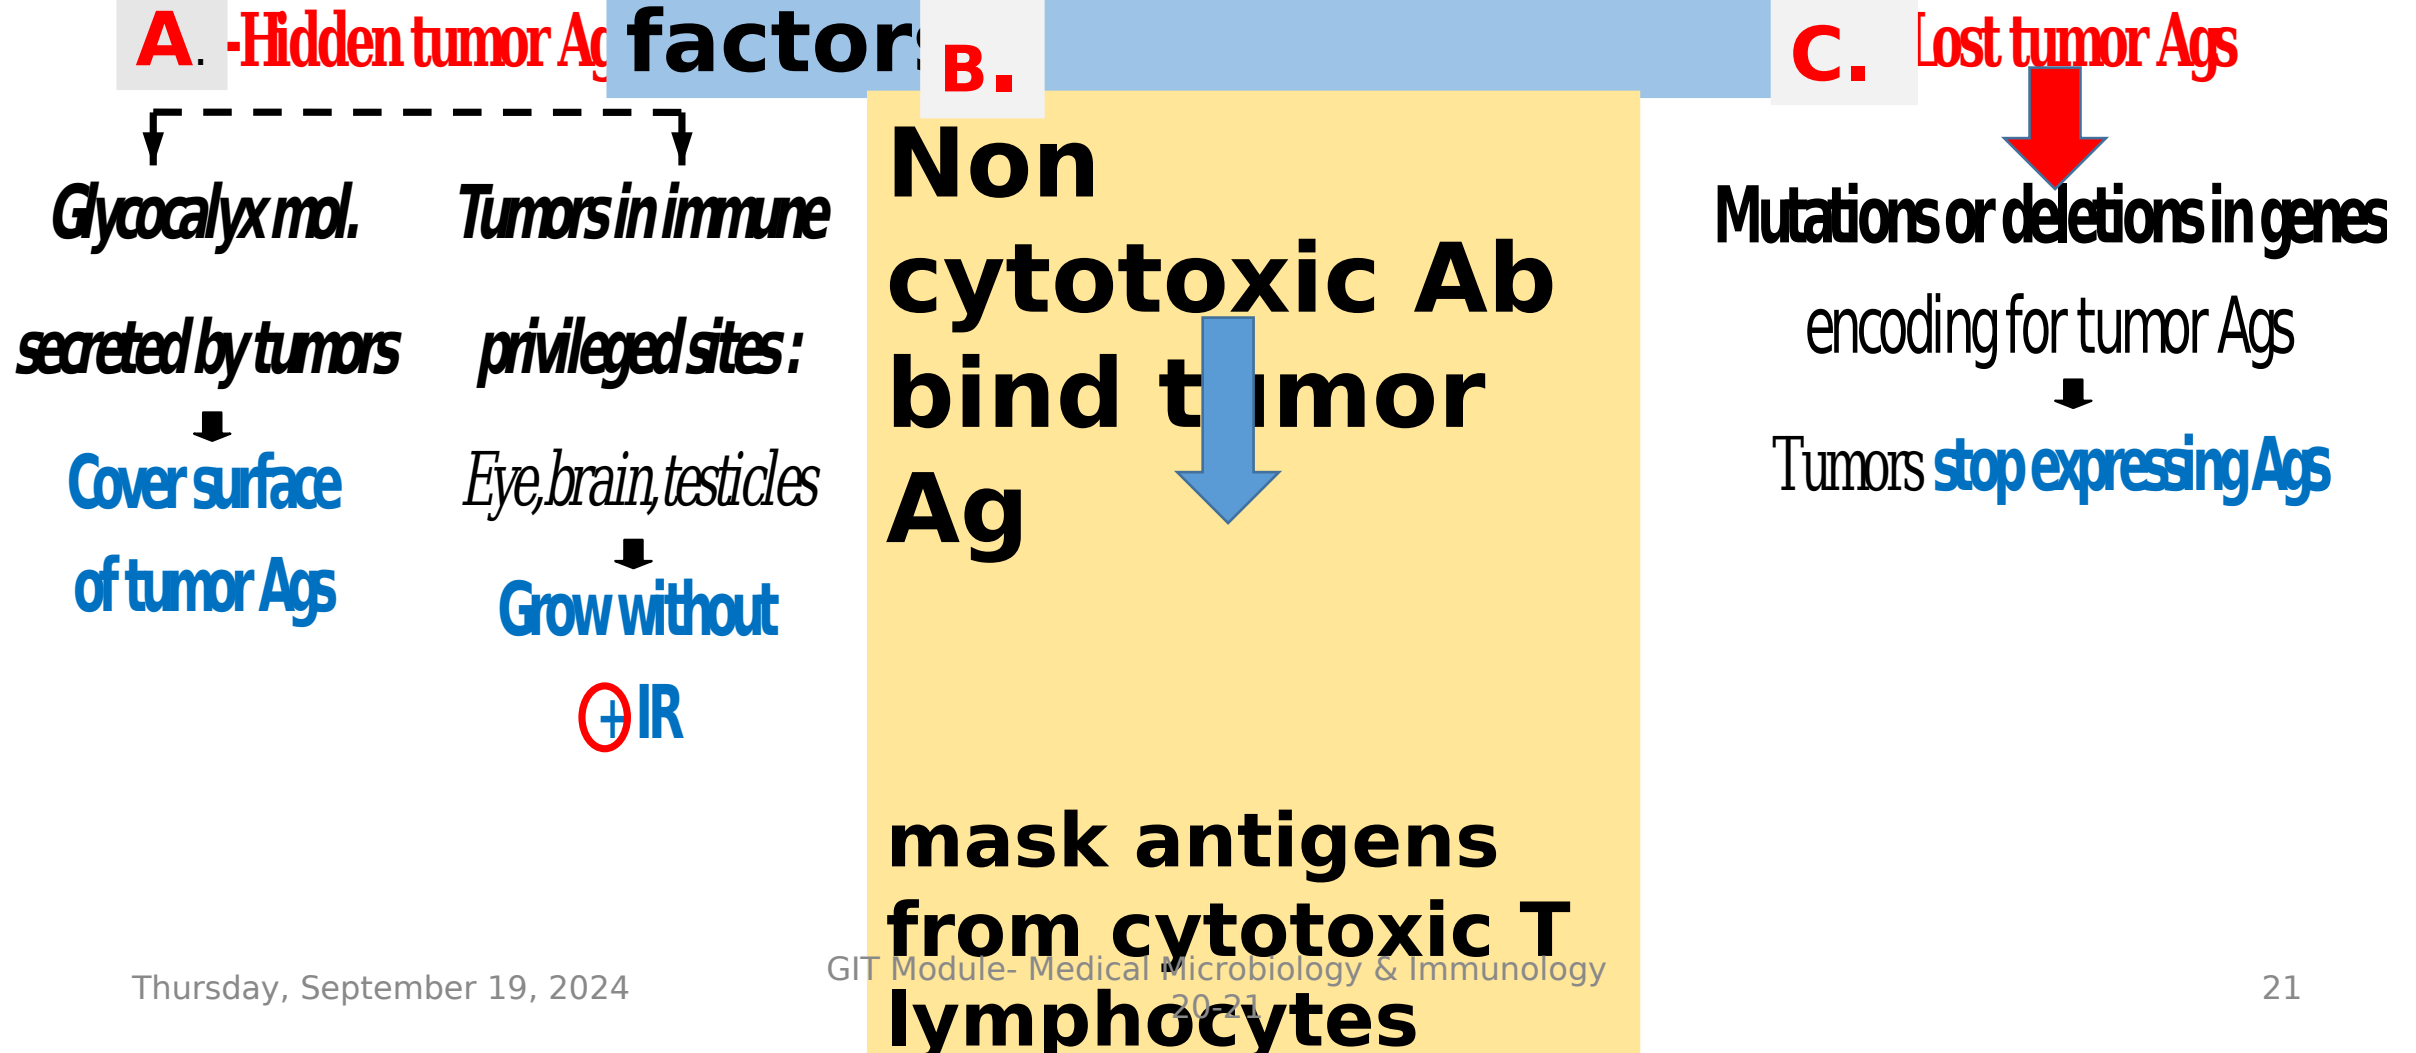 factors
A.
-Hidden tumor Ag
Glycocalyx mol.
secreted by tumors
Cover surface
of tumor Ags
Tumors in immune
privileged sites :
Eye,brain,testicles
Grow without
+ IR
B.
Non
cytotoxic Ab
bind tumor
Ag
mask antigens
from cytotoxic T
lymphocytes
C.
Lost tumor Ags
Mutations or deletions in genes
encoding for tumor Ags
Tumors stop expressing Ags
Thursday, September 19, 2024
GIT Module- Medical Microbiology & Immunology
20-21
21